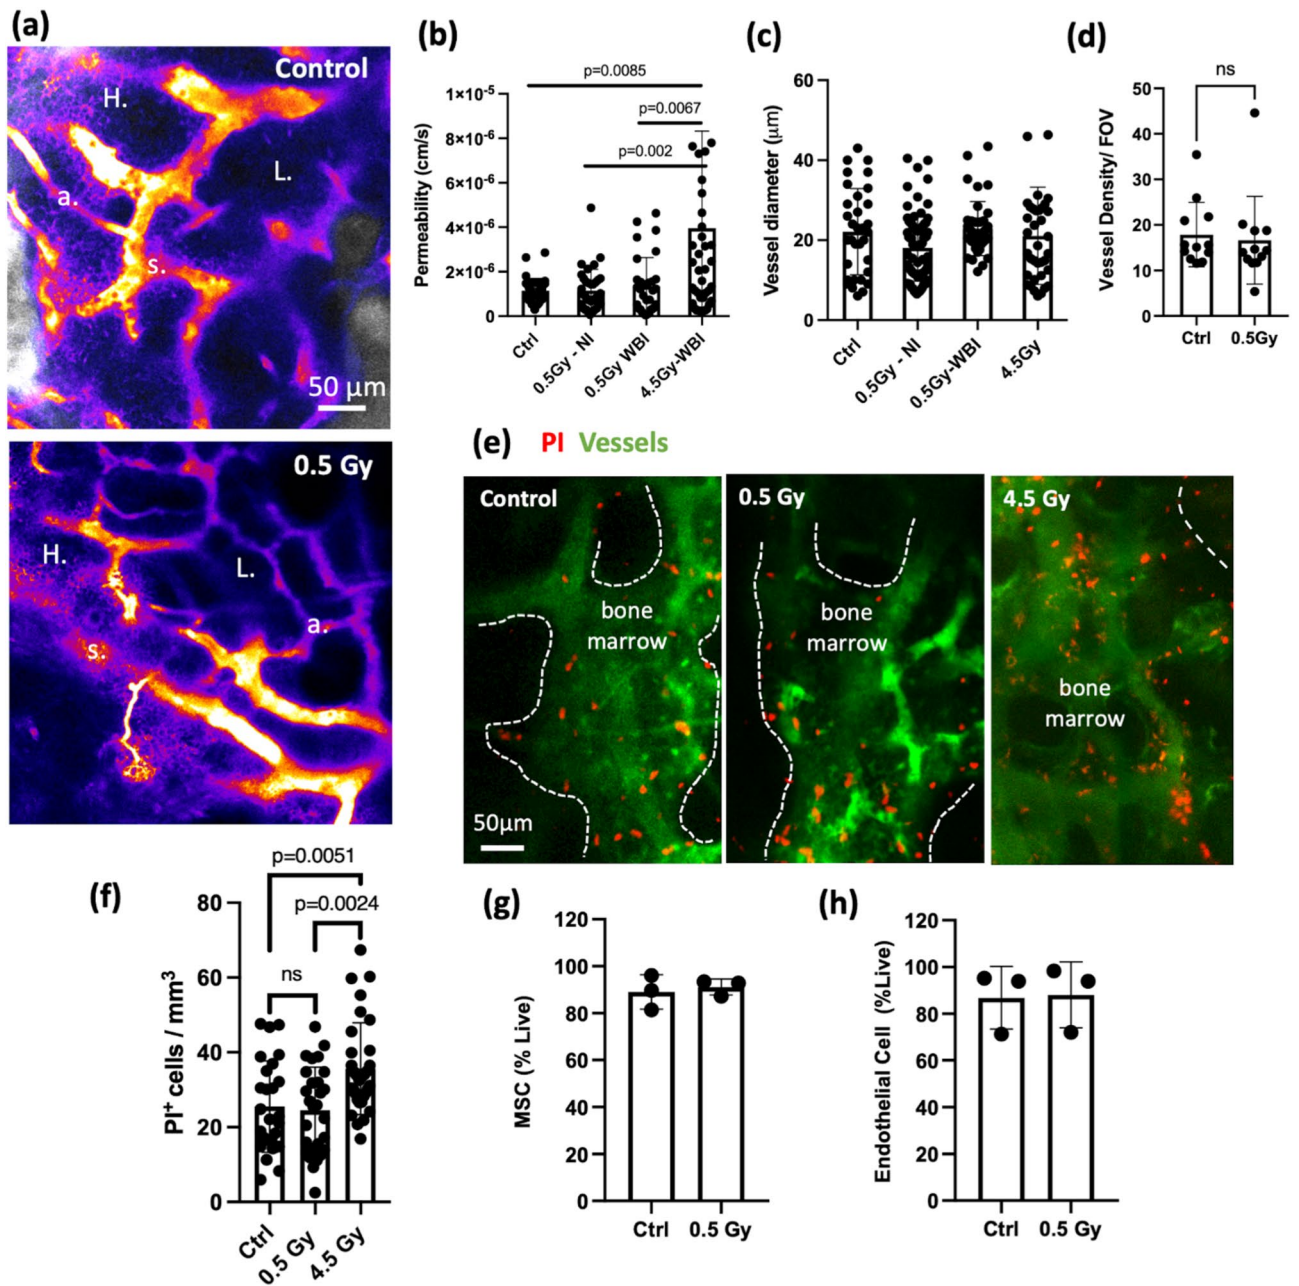 (a)
Control
H.
L.
a.
s.
50 μm
0.5 Gy
H.
L.
a.
s.
(b)
p=0.0085
p=0.0067
p=0.002
Permeability (cm/s)
1×10-5
8×10-6
6×10-6
4×10-6
2×10-6
0
Ctrl
0.5Gy - NI
0.5Gy WBI
4.5Gy-WBI
(c)
Vessel diameter (μm)
60
40
20
0
Ctrl
0.5Gy - NI
0.5Gy-WBI
4.5Gy
(d)
ns
Vessel Density/ FOV
50
40
30
20
10
0
Ctrl
0.5Gy
(e)
PI Vessels
Control
bone
marrow
50μm
0.5 Gy
bone
marrow
4.5 Gy
bone
marrow
(f)
p=0.0051
p=0.0024
ns
PI+ cells / mm3
80
60
40
20
0
Ctrl
0.5 Gy
4.5 Gy
(g)
MSC (% Live)
120
100
80
60
40
20
0
Ctrl
0.5 Gy
(h)
Endothelial Cell (%Live)
120
100
80
60
40
20
0
Ctrl
0.5 Gy